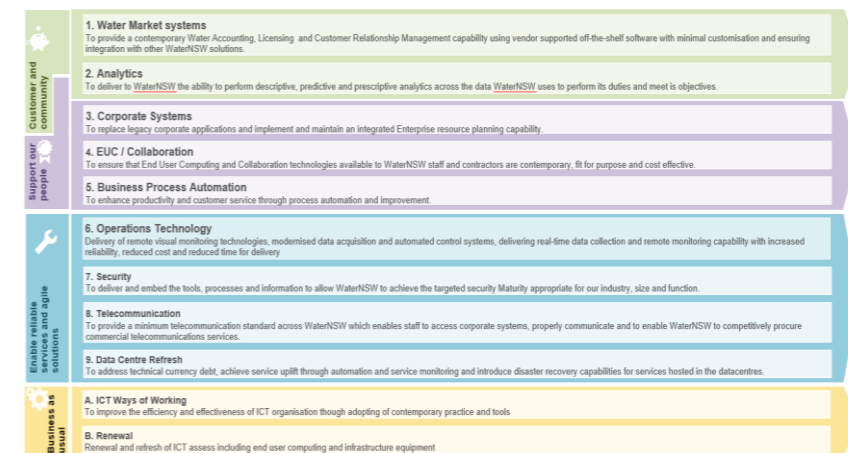 Customer and
community
1. Water Market systems
To provide a contemporary Water Accounting, Licensing and Customer Relationship Management capability using vendor supported off-the-shelf software with minimal customisation and ensuring
integration with other WaterNSW solutions.
2. Analytics
To deliver to WaterNSW the ability to perform descriptive, predictive and prescriptive analytics across the data WaterNSW uses to perform its duties and meet is objectives.
Support our
people
3. Corporate Systems
To replace legacy corporate applications and implement and maintain an integrated Enterprise resource planning capability.
4. EUC / Collaboration
To ensure that End User Computing and Collaboration technologies available to WaterNSW staff and contractors are contemporary, fit for purpose and cost effective.
5. Business Process Automation
To enhance productivity and customer service through process automation and improvement.
Enable reliable
services and agile
solutions
6. Operations Technology
Delivery of remote visual monitoring technologies, modernised data acquisition and automated control systems, delivering real-time data collection and remote monitoring capability with increased
reliability, reduced cost and reduced time for delivery
7. Security
To deliver and embed the tools, processes and information to allow WaterNSW to achieve the targeted security Maturity appropriate for our industry, size and function.
8. Telecommunication
To provide a minimum telecommunication standard across WaterNSW which enables staff to access corporate systems, properly communicate and to enable WaterNSW to competitively procure
commercial telecommunications services.
9. Data Centre Refresh
To address technical currency debt, achieve service uplift through automation and service monitoring and introduce disaster recovery capabilities for services hosted in the datacentres.
Business as
usual
A. ICT Ways of Working
To improve the efficiency and effectiveness of ICT organisation though adopting of contemporary practice and tools
B. Renewal
Renewal and refresh of ICT assess including end user computing and infrastructure equipment